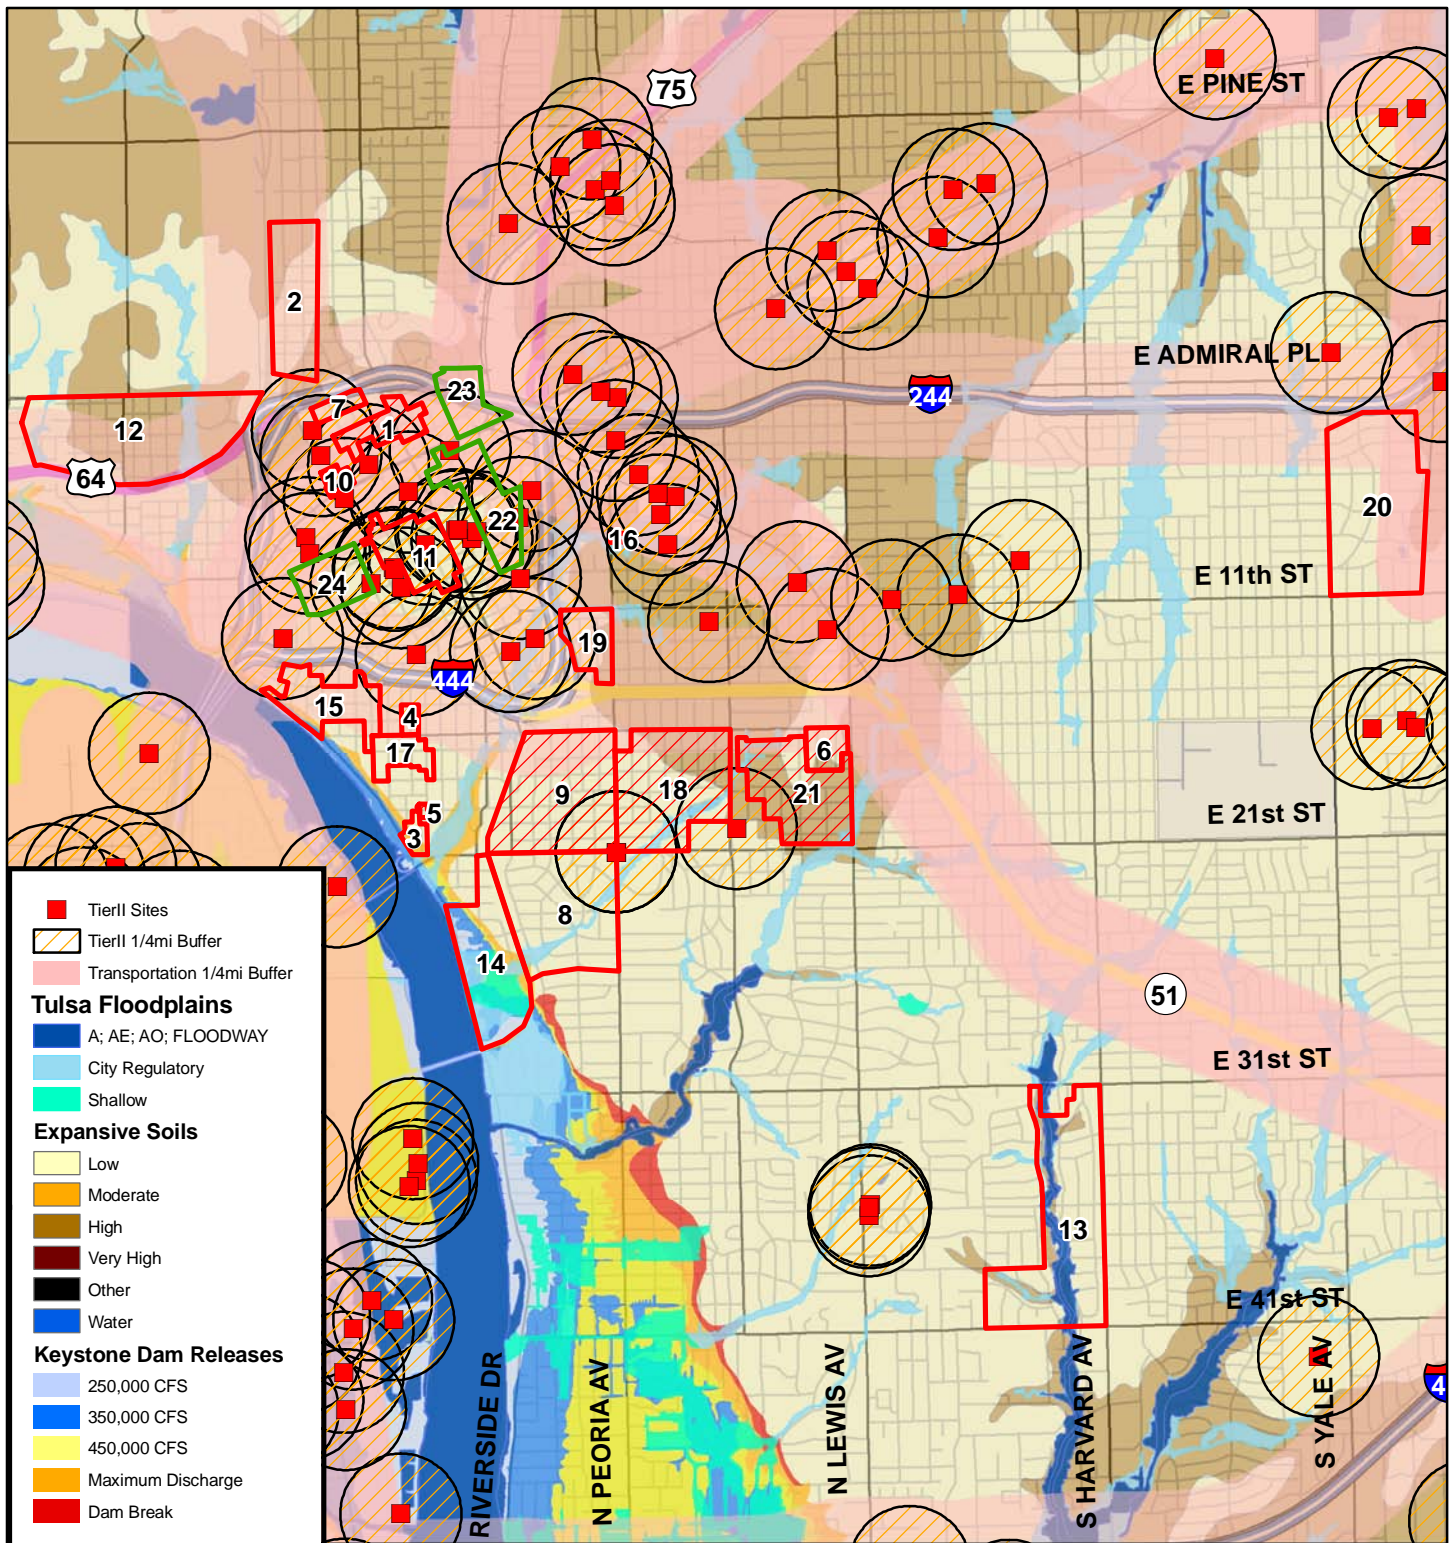 75
E PINE ST
2
E ADMIRAL PL
244
23
7
1
12
64
10
20
22
16
11
24
E 11th ST
19
444
15
4
17
6
9
18
21
5
3
E 21st ST
8
14
51
E 31st ST
13
E 41st ST
4
TierII Sites
TierII 1/4mi Buffer
Transportation 1/4mi Buffer
Tulsa Floodplains
A; AE; AO; FLOODWAY
City Regulatory
Shallow
Expansive Soils
Low
Moderate
High
Very High
Other
Water
Keystone Dam Releases
250,000 CFS
350,000 CFS
450,000 CFS
Maximum Discharge
Dam Break
RIVERSIDE DR
N PEORIA AV
N LEWIS AV
S HARVARD AV
S YALE AV